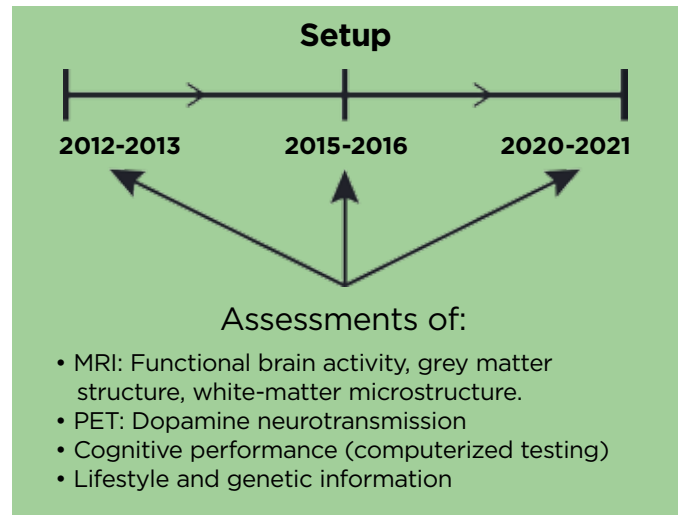 Setup
2012-2013 2015-2016 2020-2021
Assessments of:
• MRI: Functional brain activity, grey matter
structure, white-matter microstructure.
• PET: Dopamine neurotransmission
• Cognitive performance (computerized testing)
• Lifestyle and genetic information